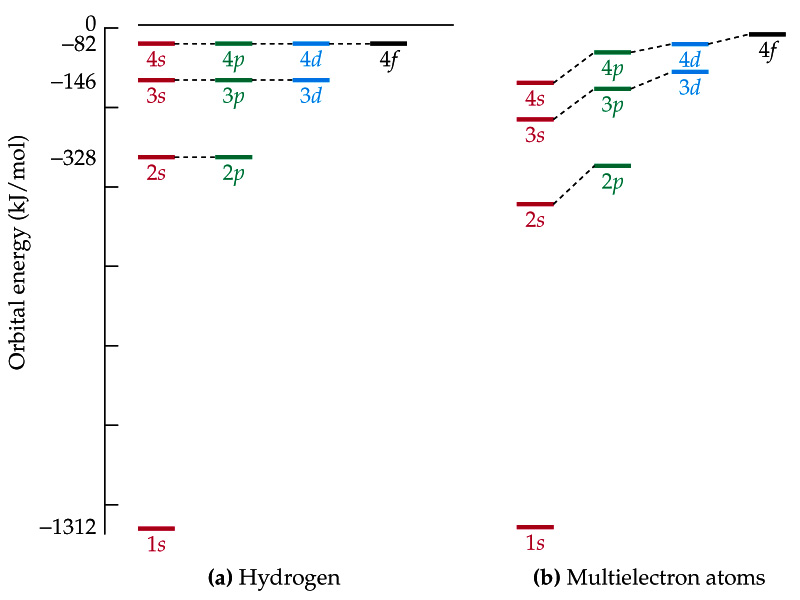 Orbital energy (kJ/mol)
0
−82
−146
−328
−1312
4s 4p 4d 4f
3s 3p 3d
2s 2p
1s
(a) Hydrogen
4f
4p 4d
4s 3p 3d
3s
2p
2s
1s
(b) Multielectron atoms